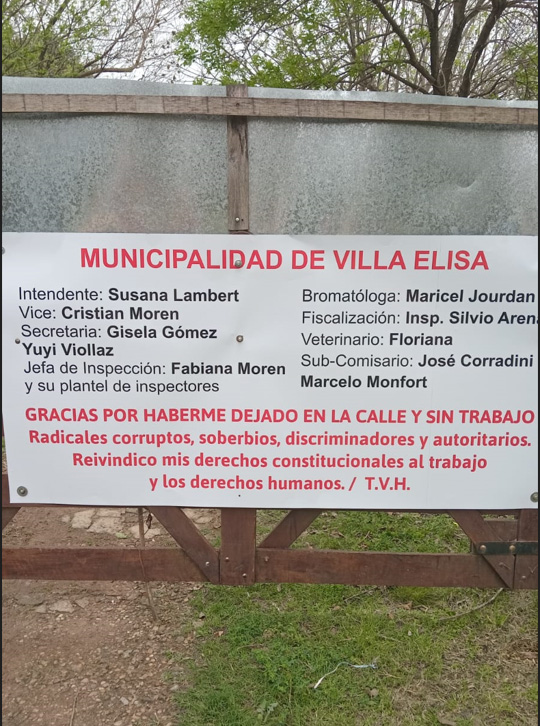 MUNICIPALIDAD DE VILLA ELISA
Intendente: Susana Lambert
Vice: Cristian Moren
Secretaria: Gisela Gómez
Yuyi Viollaz
Jefa de Inspección: Fabiana Moren
y su plantel de inspectores
Bromatóloga: Maricel Jourdan
Fiscalización: Insp. Silvio
Veterinario: Floriana
Sub-Comisario: José Corradini
Marcelo Monfort
GRACIAS POR HABERME DEJADO EN LA CALLE Y SIN TRABAJO
Radicales corruptos, soberbios, discriminadores y autoritarios.
Reivindico mis derechos constitucionales al trabajo
y los derechos humanos. / T.V.H.